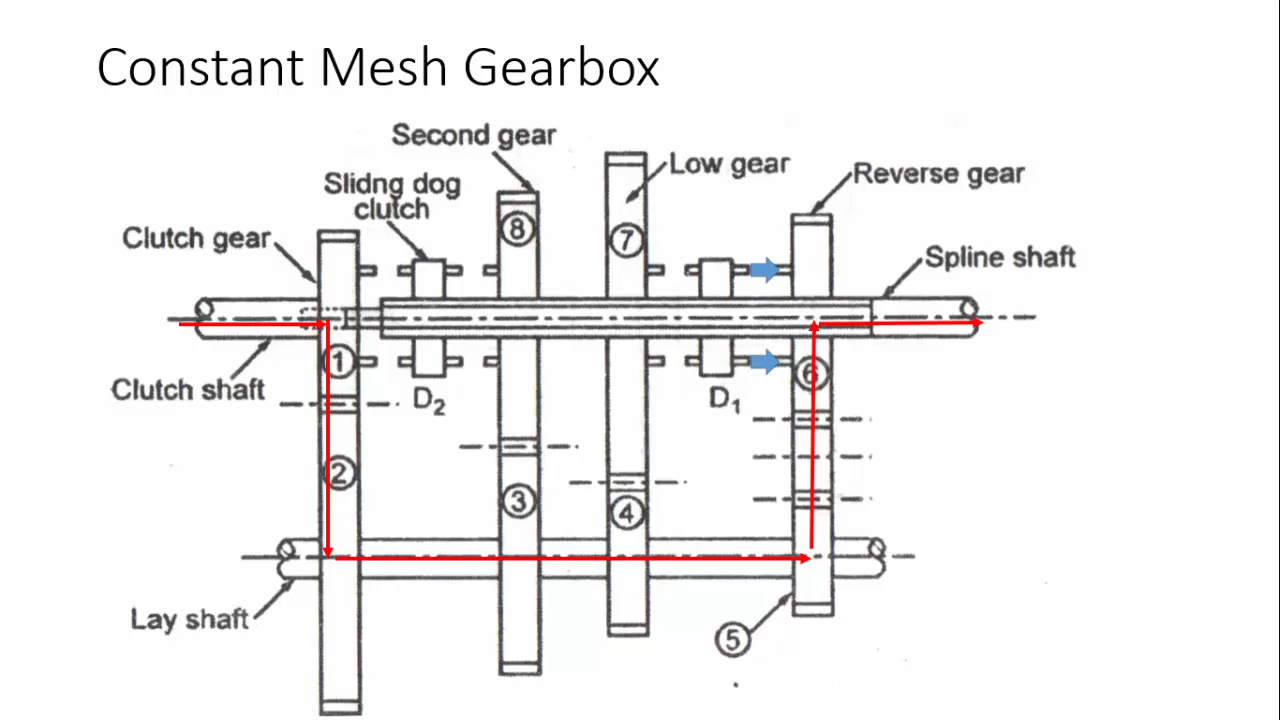 Constant Mesh Gearbox
Second gear
Low gear
Reverse gear
Slidng dog
clutch
Clutch gear
8
7
Spline shaft
1
6
Clutch shaft
D2
D1
2
3
4
Lay shaft
5